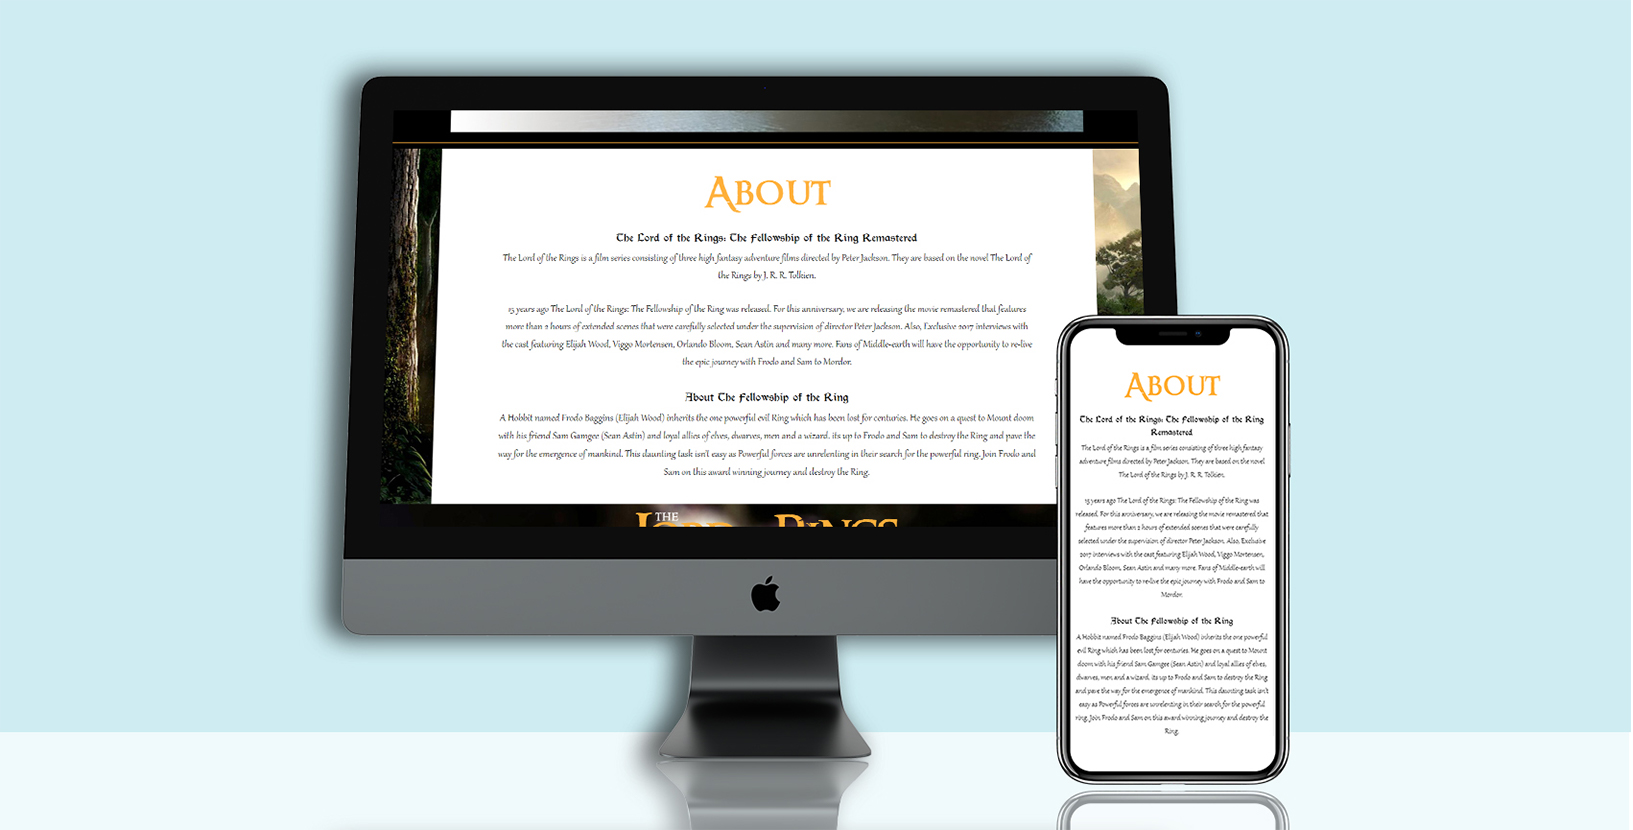 About
The Lord of the Rings: The Fellowship of the Ring Remastered
The Lord of the Rings is a film series consisting of three high fantasy adventure films directed by Peter Jackson. They are based on the novel The Lord of
the Rings by J. R. R. Tolkien.
15 years ago The Lord of the Rings: The Fellowship of the Ring was released. For this anniversary, we are releasing the movie remastered that features
more than 2 hours of extended scenes that were carefully selected under the supervision of director Peter Jackson. Also, Exclusive 2017 interviews with
the cast featuring Elijah Wood, Viggo Mortensen, Orlando Bloom, Sean Astin and many more. Fans of Middle-earth will have the opportunity to re-live
the epic journey with Frodo and Sam to Mordor.
About The Fellowship of the Ring
A Hobbit named Frodo Baggins (Elijah Wood) inherits the one powerful evil Ring which has been lost for centuries. He goes on a quest to Mount doom
with his friend Sam Gamgee (Sean Astin) and loyal allies of elves, dwarves, men and a wizard. its up to Frodo and Sam to destroy the Ring and pave the
way for the emergence of mankind. This daunting task isn't easy as Powerful forces are unrelenting in their search for the powerful ring. Join Frodo and
Sam on this award winning journey and destroy the Ring.
THE
LORD OF RINGS
About
The Lord of the Rings: The Fellowship of the Ring
Remastered
The Lord of the Rings is a film series consisting of three high fantasy
adventure films directed by Peter Jackson. They are based on the novel
The Lord of the Rings by J. R. R. Tolkien.
15 years ago The Lord of the Rings: The Fellowship of the Ring was
released. For this anniversary, we are releasing the movie remastered that
features more than 2 hours of extended scenes that were carefully
selected under the supervision of director Peter Jackson. Also, Exclusive
2017 interviews with the cast featuring Elijah Wood, Viggo Mortensen,
Orlando Bloom, Sean Astin and many more. Fans of Middle-earth will
have the opportunity to re-live the epic journey with Frodo and Sam to
Mordor.
About The Fellowship of the Ring
A Hobbit named Frodo Baggins (Elijah Wood) inherits the one powerful
evil Ring which has been lost for centuries. He goes on a quest to Mount
doom with his friend Sam Gamgee (Sean Astin) and loyal allies of elves,
dwarves, men and a wizard. its up to Frodo and Sam to destroy the Ring
and pave the way for the emergence of mankind. This daunting task isn't
easy as Powerful forces are unrelenting in their search for the powerful
ring. Join Frodo and Sam on this award winning journey and destroy the
Ring.